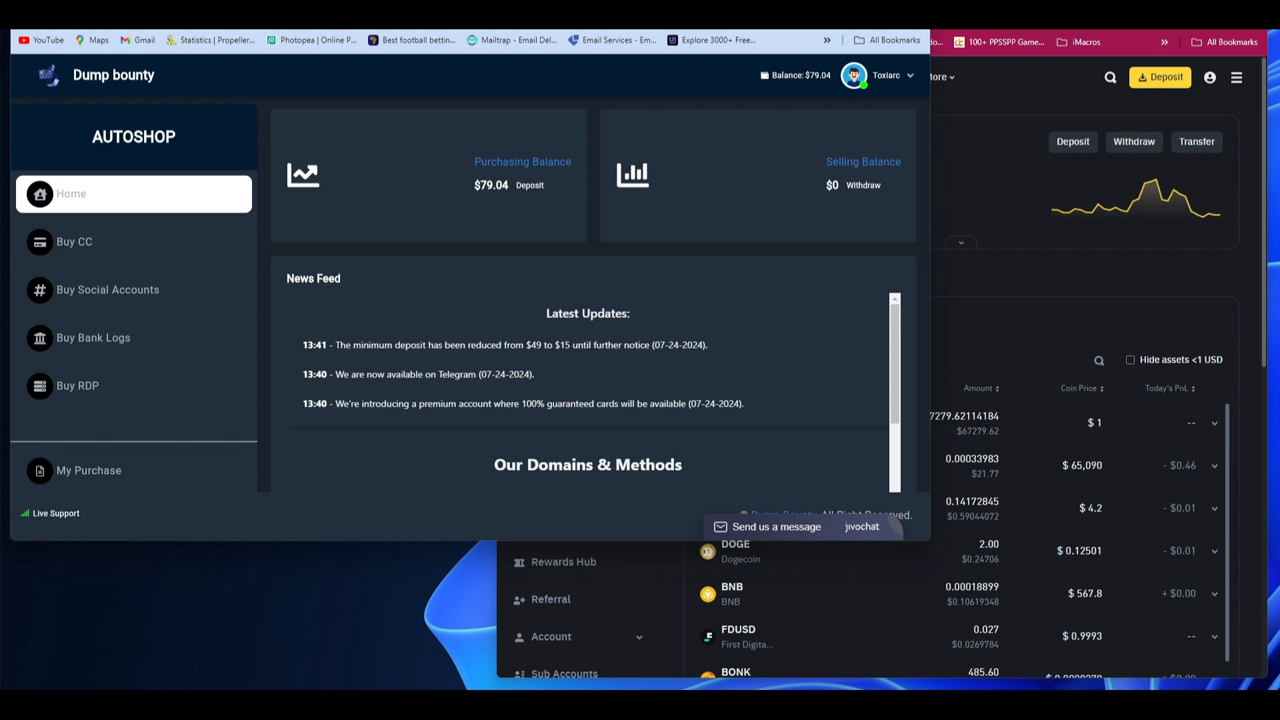 YouTube Maps Gmail Statistics | Propeller... Photopea | Online P... Best football bettin... Mailtrap - Email Del... Email Services - Em... Explore 3000+ Free... » All Bookmarks
100+ PPSSPP Game... iMacros » All Bookmarks
Dump bounty
Balance: $79.04 Toxiarc
Deposit
AUTOSHOP
Home
Buy CC
Buy Social Accounts
Buy Bank Logs
Buy RDP
My Purchase
Live Support
Purchasing Balance
$79.04 Deposit
Selling Balance
$0 Withdraw
News Feed
Latest Updates:
13:41 - The minimum deposit has been reduced from $49 to $15 until further notice (07-24-2024).
13:40 - We are now available on Telegram (07-24-2024).
13:40 - We're introducing a premium account where 100% guaranteed cards will be available (07-24-2024).
Our Domains & Methods
All Right Reserved.
Send us a message jivochat
Deposit Withdraw Transfer
Hide assets <1 USD
Amount Coin Price Today's PnL
7279.62114184 $ 1 --
$67279.62
0.00033983 $ 65,090 - $0.46
$21.77
0.14172845 $ 4.2 - $0.01
$0.59044072
DOGE 2.00 $ 0.12501 - $0.01
Dogecoin $0.24706
BNB 0.00018899 $ 567.8 + $0.00
BNB $0.10619348
FDUSD 0.027 $ 0.9993 --
First Digita... $0.0269784
BONK 485.60
Rewards Hub
Referral
Account
Sub Accounts